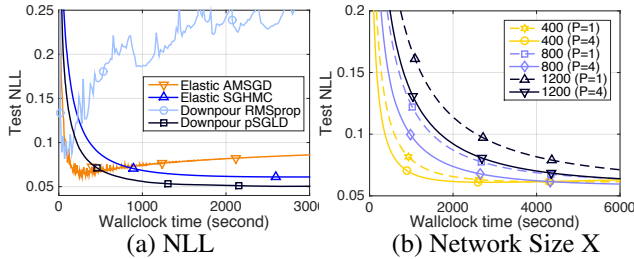 0.25
0.2
0.15
0.1
0.05
Test NLL
0 1000 2000 3000
Wallclock time (second)
Elastic AMSGD
Elastic SGHMC
Downpour RMSprop
Downpour pSGLD
(a) NLL
0.2
0.15
0.1
0.05
Test NLL
0 2000 4000 6000
Wallclock time (second)
400 (P=1)
400 (P=4)
800 (P=1)
800 (P=4)
1200 (P=1)
1200 (P=4)
(b) Network Size X